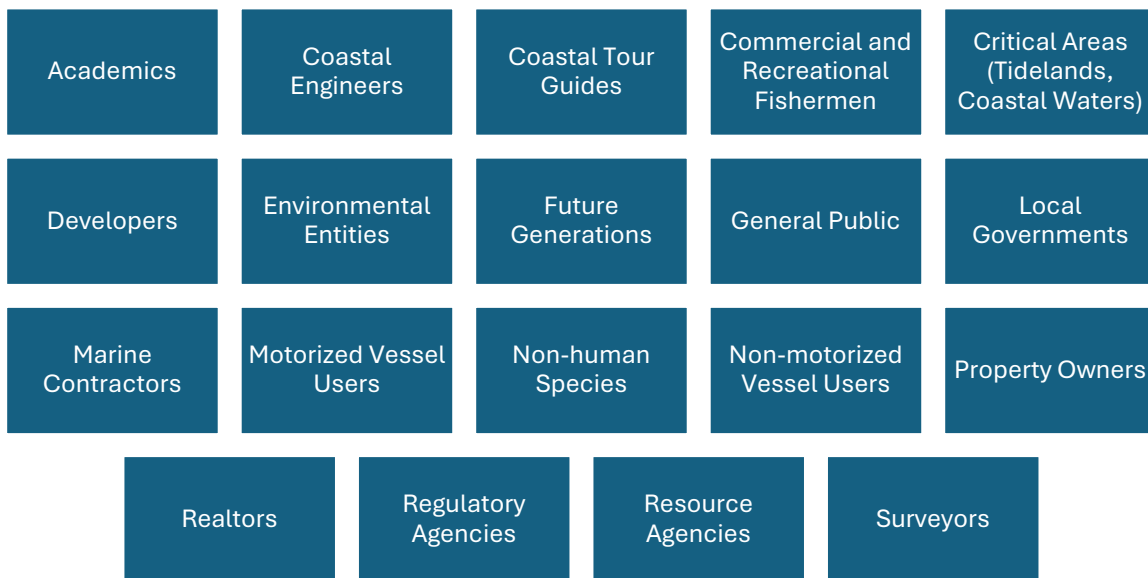 Academics
Coastal
Engineers
Coastal Tour
Guides
Commercial and
Recreational
Fishermen
Critical Areas
(Tidelands,
Coastal Waters)
Developers
Environmental
Entities
Future
Generations
General Public
Local
Governments
Marine
Contractors
Motorized Vessel
Users
Non-human
Species
Non-motorized
Vessel Users
Property Owners
Realtors
Regulatory
Agencies
Resource
Agencies
Surveyors